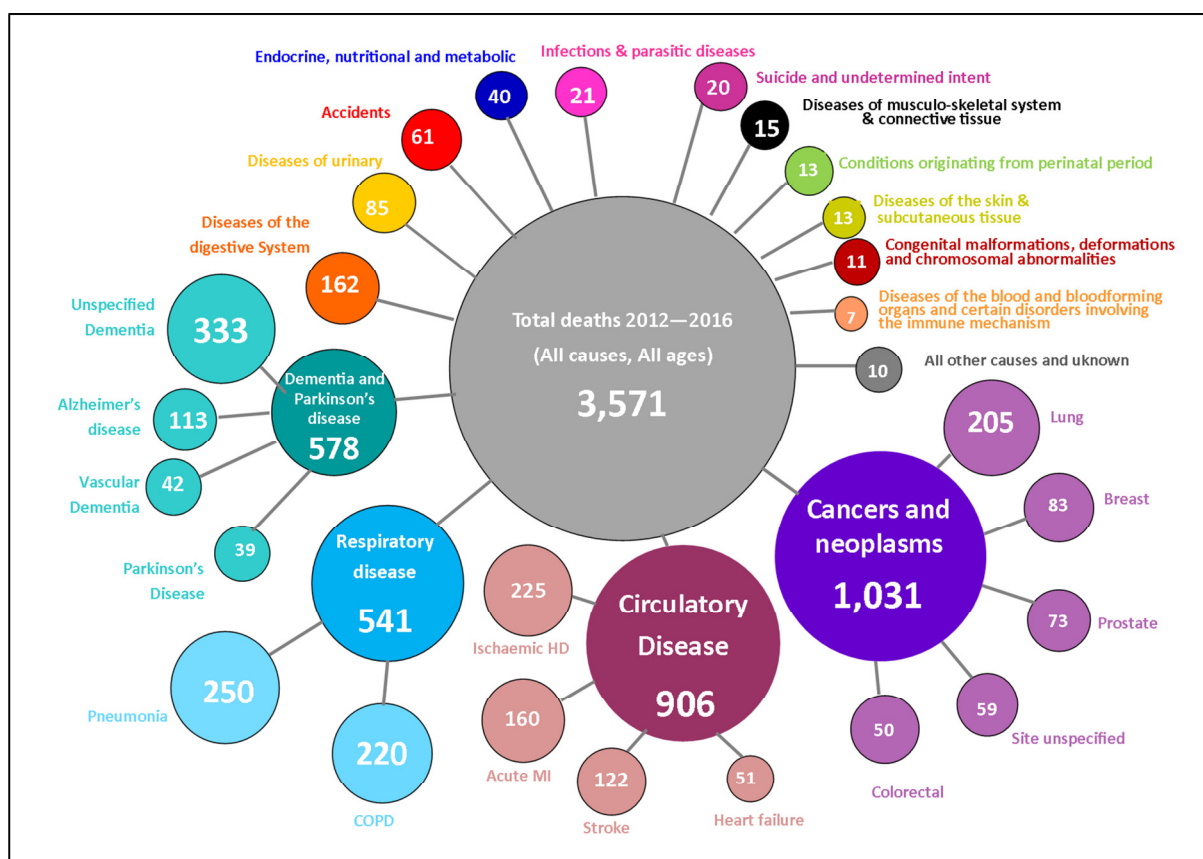 Endocrine, nutritional and metabolic
40
Infections & parasitic diseases
21
Suicide and undetermined intent
20
Diseases of musculo-skeletal system
& connective tissue
15
Accidents
61
Diseases of urinary
85
Conditions originating from perinatal period
13
Diseases of the skin &
subcutaneous tissue
13
Diseases of the
digestive System
162
Congenital malformations, deformations
and chromosomal abnormalities
11
Diseases of the blood and bloodforming
organs and certain disorders involving
the immune mechanism
7
All other causes and uknown
10
Total deaths 2012—2016
(All causes, All ages)
3,571
Unspecified
Dementia
333
Dementia and
Parkinson's
disease
578
Alzheimer's
disease
113
Vascular
Dementia
42
Parkinson's
Disease
39
Respiratory
disease
541
Pneumonia
250
COPD
220
Circulatory
Disease
906
225
Ischaemic HD
160
Acute MI
122
Stroke
51
Heart failure
Cancers and
neoplasms
1,031
205
Lung
83
Breast
73
Prostate
59
Site unspecified
50
Colorectal